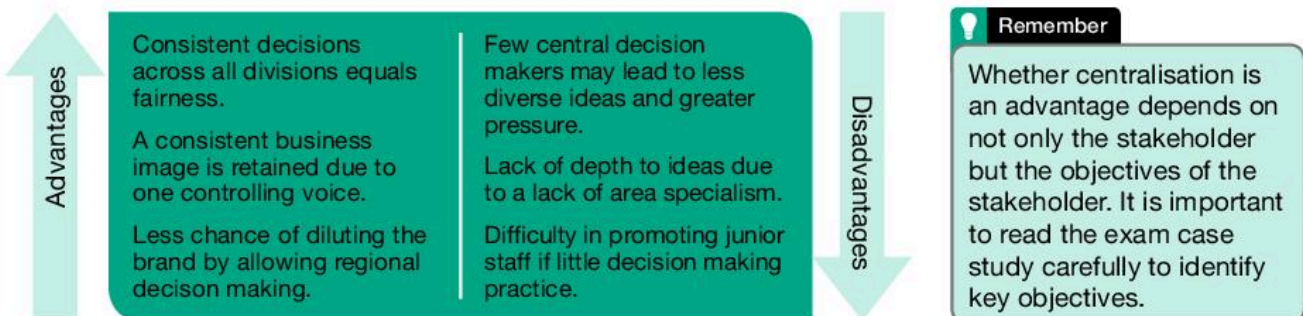 Advantages
Consistent decisions
across all divisions equals
fairness.
A consistent business
image is retained due to
one controlling voice.
Less chance of diluting the
brand by allowing regional
decison making.
Few central decision
makers may lead to less
diverse ideas and greater
pressure.
Lack of depth to ideas due
to a lack of area specialism.
Difficulty in promoting junior
staff if little decision making
practice.
Disadvantages
Remember
Whether centralisation is
an advantage depends on
not only the stakeholder
but the objectives of the
stakeholder. It is important
to read the exam case
study carefully to identify
key objectives.